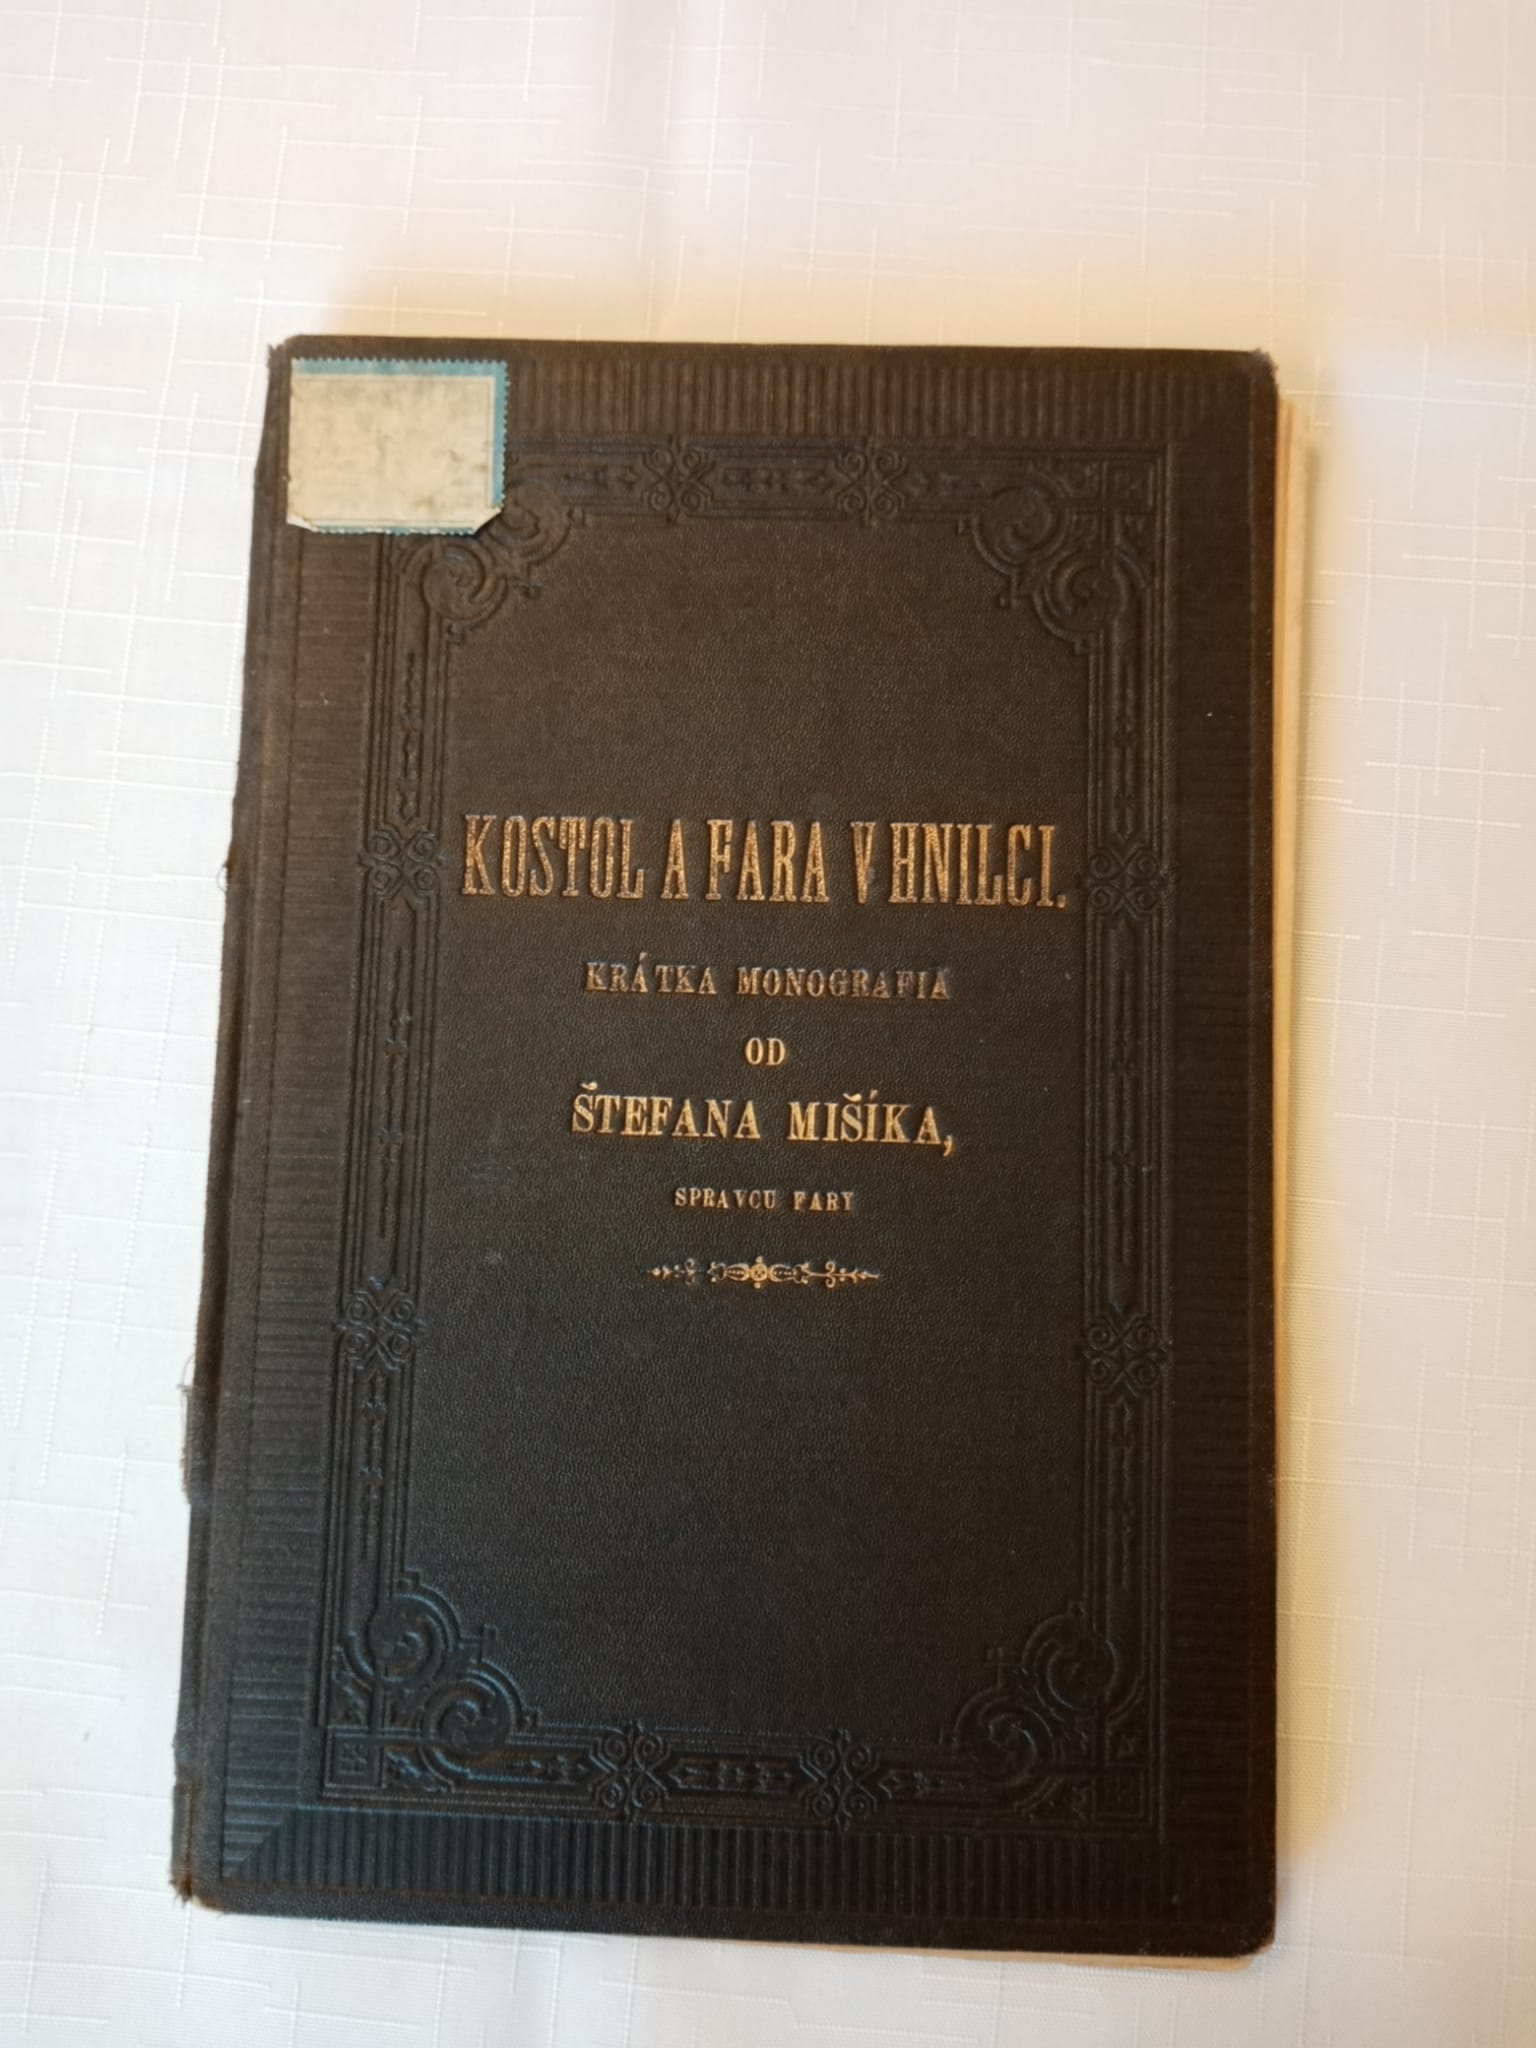 KOSTOL A FARA V HNILCI.
KRÁTKA MONOGRAFIA
OD
ŠTEFANA MIŠÍKA,
SPRAVCU FARY